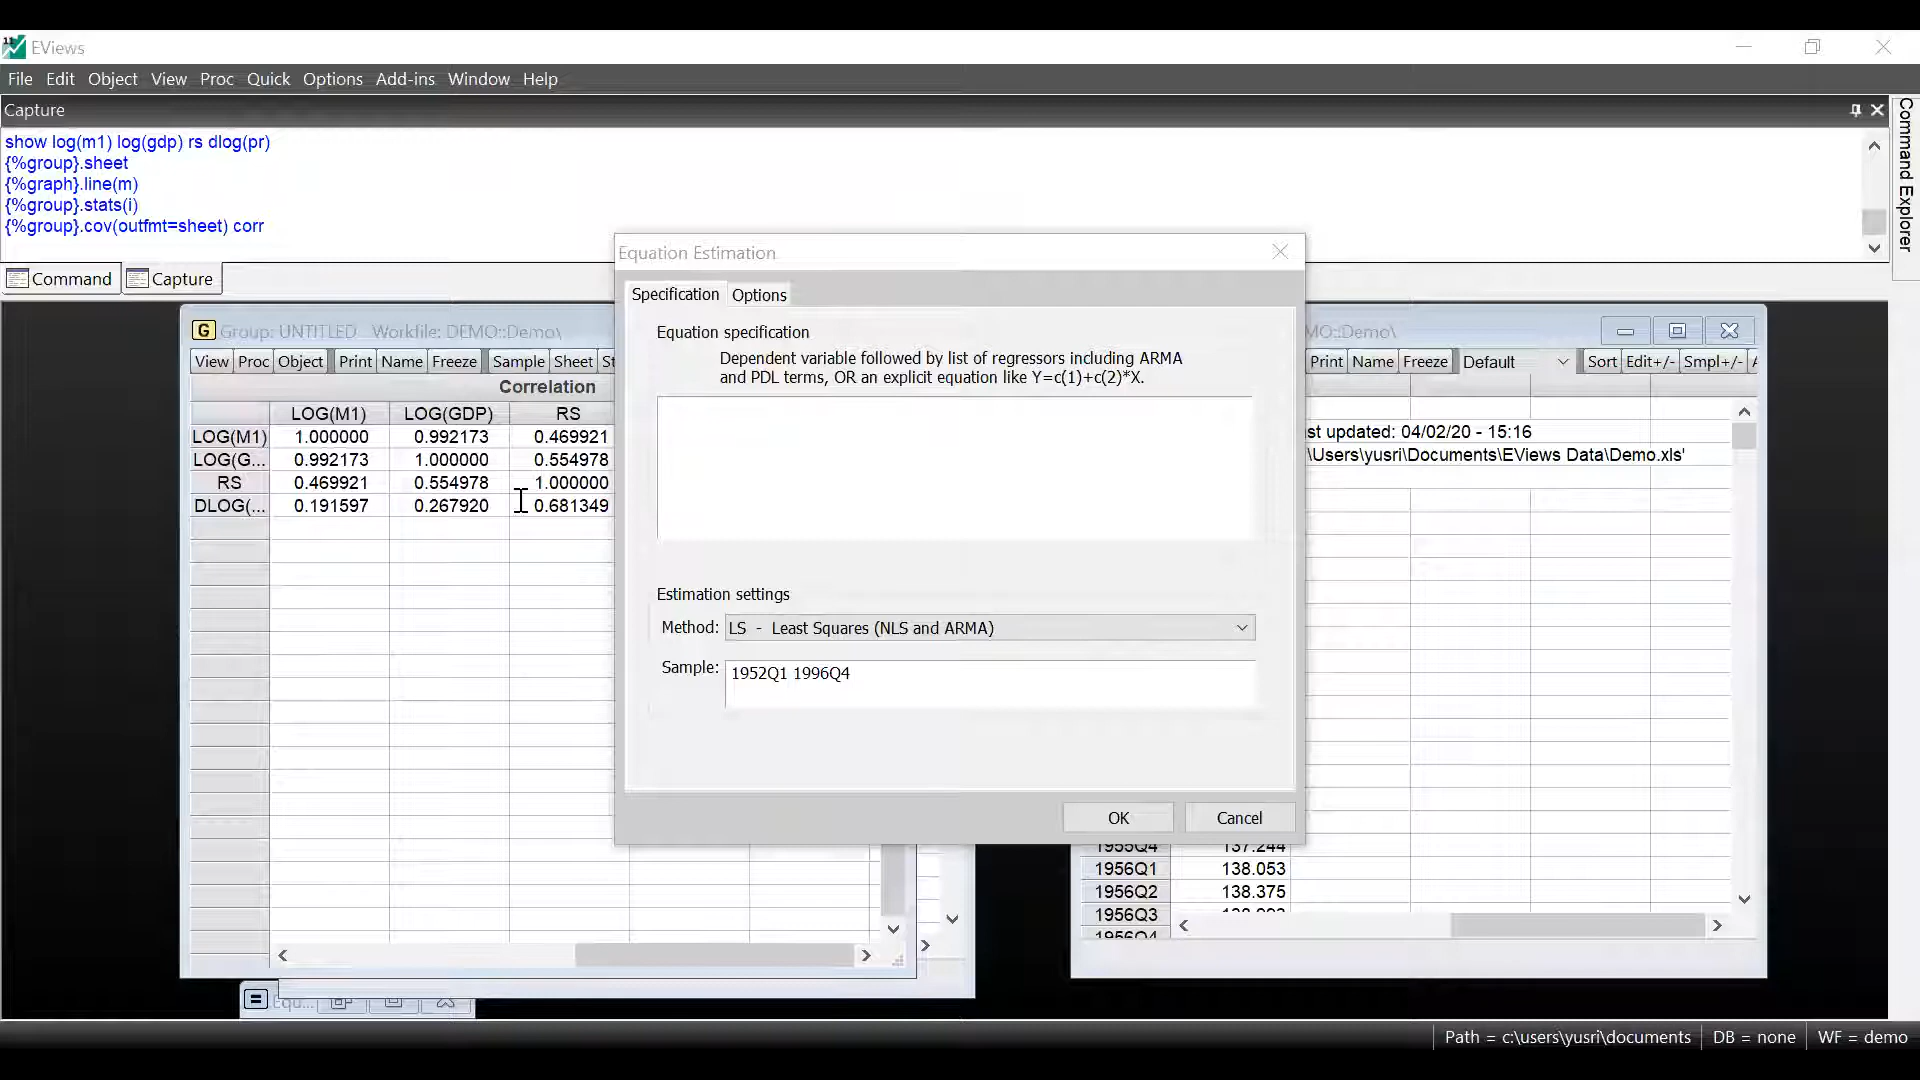 EViews
File Edit Object View Proc Quick Options Add-ins Window Help
Capture
show log(m1) log(gdp) rs dlog(pr)
{%group}.sheet
{%graph}.line(m)
{%group}.stats(i)
{%group}.cov(outfmt=sheet) corr
Command Capture
Command Explorer
Group: UNTITLED Workfile: DEMO::Demo\
View Proc Object Print Name Freeze Sample Sheet St
Correlation
LOG(M1) LOG(GDP) RS
LOG(M1) 1.000000 0.992173 0.469921
LOG(G... 0.992173 1.000000 0.554978
RS 0.469921 0.554978 1.000000
DLOG(... 0.191597 0.267920 0.681349
Equation Estimation
Specification Options
Equation specification
Dependent variable followed by list of regressors including ARMA
and PDL terms, OR an explicit equation like Y=c(1)+c(2)*X.
Estimation settings
Method: LS - Least Squares (NLS and ARMA)
Sample: 1952Q1 1996Q4
OK Cancel
MO::Demo\
Print Name Freeze Default Sort Edit+/- Smpl+/-
st updated: 04/02/20 - 15:16
\Users\yusri\Documents\EViews Data\Demo.xls'
1955Q4 137.244
1956Q1 138.053
1956Q2 138.375
1956Q3
1956Q4
Equ...
Path = c:\users\yusri\documents DB = none WF = demo